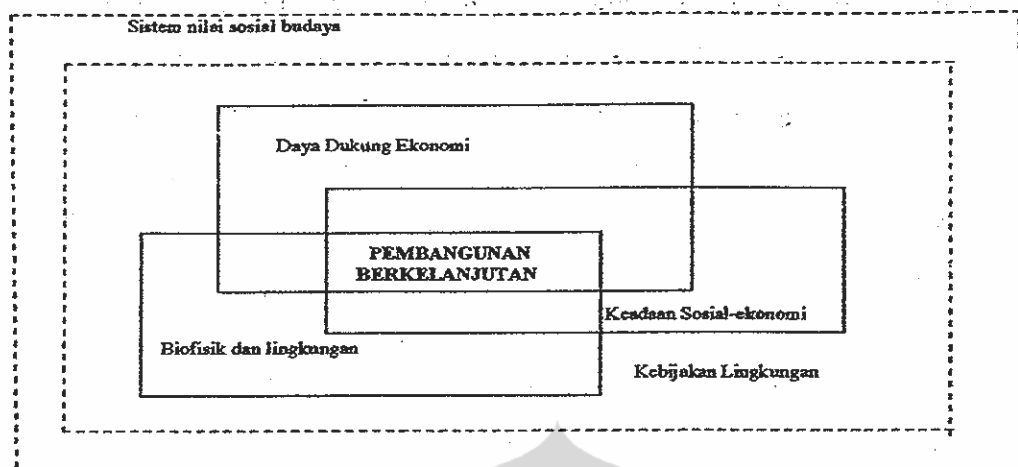 Sistem nilai sosial budaya
Daya Dukung Ekonomi
PEMBANGUNAN
BERKELANJUTAN
Keadaan Sosial-ekonomi
Biofisik dan lingkungan
Kebijakan Lingkungan